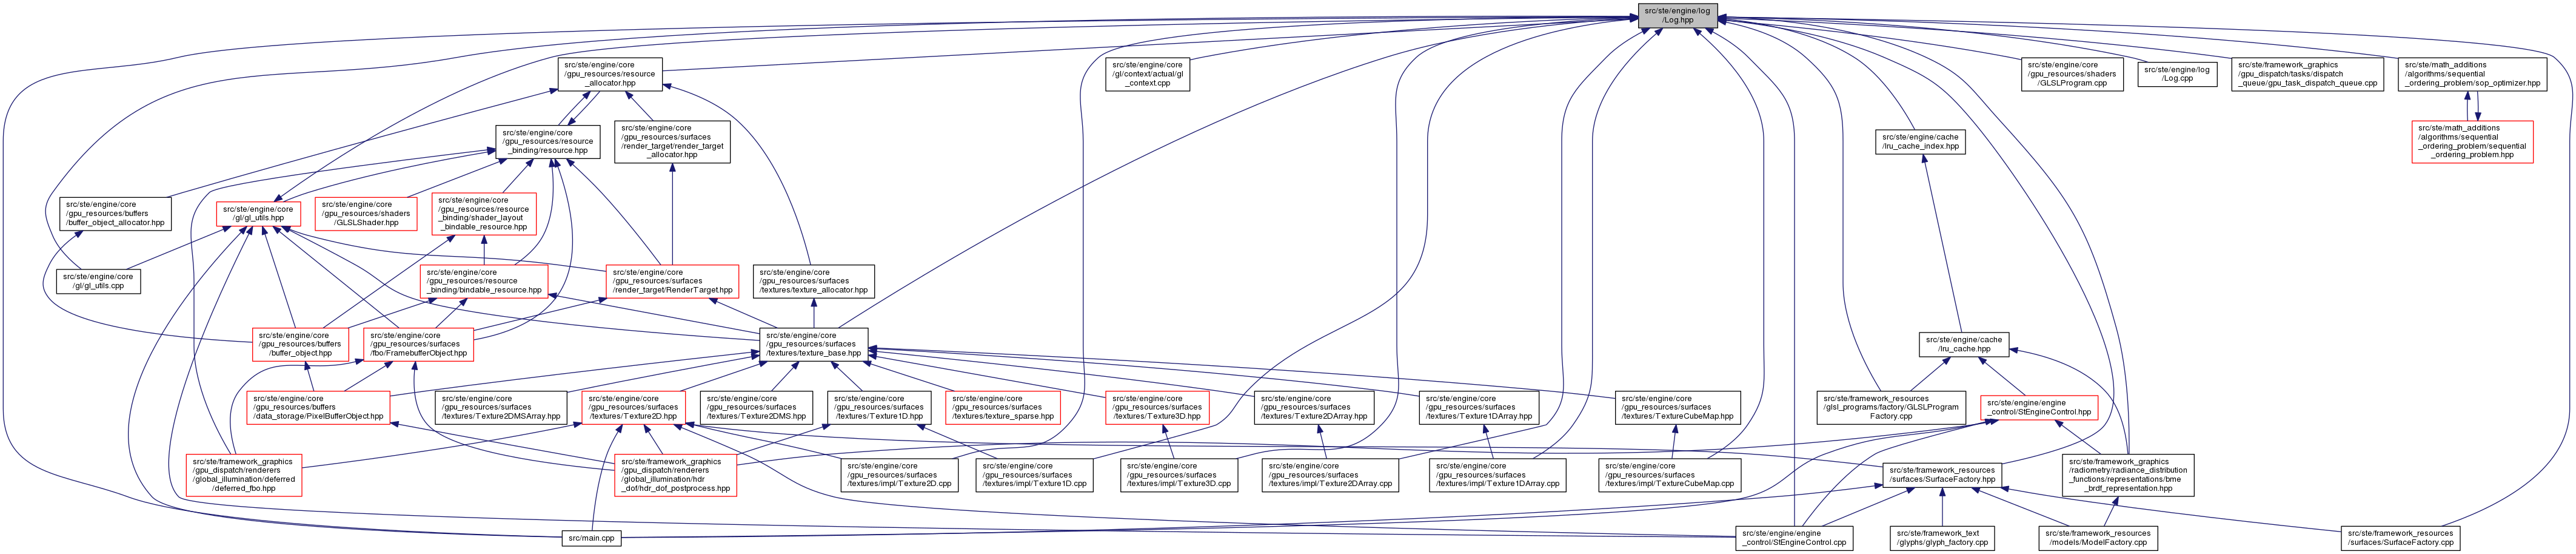 src/ste/engine/log
/Log.hpp
src/ste/engine/core
/gpu_resources/resource
_allocator.hpp
src/ste/engine/core
/gl/context/actual/gl
_context.cpp
src/ste/engine/core
/gpu_resources/shaders
/GLSLProgram.cpp
src/ste/engine/log
/Log.cpp
src/ste/framework_graphics
/gpu_dispatch/tasks/dispatch
_queue/gpu_task_dispatch_queue.cpp
src/ste/math_additions
/algorithms/sequential
_ordering_problem/sop_optimizer.hpp
src/ste/engine/core
/gpu_resources/resource
_binding/resource.hpp
src/ste/engine/core
/gpu_resources/surfaces
/render_target/render_target
_allocator.hpp
src/ste/engine/cache
/lru_cache_index.hpp
src/ste/math_additions
/algorithms/sequential
_ordering_problem/sequential
_ordering_problem.hpp
src/ste/engine/core
/gpu_resources/buffers
/buffer_object_allocator.hpp
src/ste/engine/core
/gl/gl_utils.hpp
src/ste/engine/core
/gpu_resources/shaders
/GLSLShader.hpp
src/ste/engine/core
/gpu_resources/resource
_binding/shader_layout
_bindable_resource.hpp
src/ste/engine/core
/gl/gl_utils.cpp
src/ste/engine/core
/gpu_resources/resource
_binding/bindable_resource.hpp
src/ste/engine/core
/gpu_resources/surfaces
/render_target/RenderTarget.hpp
src/ste/engine/core
/gpu_resources/surfaces
/textures/texture_allocator.hpp
src/ste/engine/core
/gpu_resources/buffers
/buffer_object.hpp
src/ste/engine/core
/gpu_resources/surfaces
/fbo/FramebufferObject.hpp
src/ste/engine/core
/gpu_resources/surfaces
/textures/texture_base.hpp
src/ste/engine/cache
/lru_cache.hpp
src/ste/engine/core
/gpu_resources/buffers
/data_storage/PixelBufferObject.hpp
src/ste/engine/core
/gpu_resources/surfaces
/textures/Texture2DMSArray.hpp
src/ste/engine/core
/gpu_resources/surfaces
/textures/Texture2D.hpp
src/ste/engine/core
/gpu_resources/surfaces
/textures/Texture2DMS.hpp
src/ste/engine/core
/gpu_resources/surfaces
/textures/Texture1D.hpp
src/ste/engine/core
/gpu_resources/surfaces
/textures/texture_sparse.hpp
src/ste/engine/core
/gpu_resources/surfaces
/textures/Texture3D.hpp
src/ste/engine/core
/gpu_resources/surfaces
/textures/Texture2DArray.hpp
src/ste/engine/core
/gpu_resources/surfaces
/textures/Texture1DArray.hpp
src/ste/engine/core
/gpu_resources/surfaces
/textures/TextureCubeMap.hpp
src/ste/framework_resources
/glsl_programs/factory/GLSLProgram
Factory.cpp
src/ste/engine/engine
_control/StEngineControl.hpp
src/ste/framework_graphics
/gpu_dispatch/renderers
/global_illumination/deferred
/deferred_fbo.hpp
src/ste/framework_graphics
/gpu_dispatch/renderers
/global_illumination/hdr
_dof/hdr_dof_postprocess.hpp
src/ste/engine/core
/gpu_resources/surfaces
/textures/impl/Texture2D.cpp
src/ste/engine/core
/gpu_resources/surfaces
/textures/impl/Texture1D.cpp
src/ste/engine/core
/gpu_resources/surfaces
/textures/impl/Texture3D.cpp
src/ste/engine/core
/gpu_resources/surfaces
/textures/impl/Texture2DArray.cpp
src/ste/engine/core
/gpu_resources/surfaces
/textures/impl/Texture1DArray.cpp
src/ste/engine/core
/gpu_resources/surfaces
/textures/impl/TextureCubeMap.cpp
src/ste/framework_resources
/surfaces/SurfaceFactory.hpp
src/ste/framework_graphics
/radiometry/radiance_distribution
_functions/representations/bme
_brdf_representation.hpp
src/main.cpp
src/ste/engine/engine
_control/StEngineControl.cpp
src/ste/framework_text
/glyphs/glyph_factory.cpp
src/ste/framework_resources
/models/ModelFactory.cpp
src/ste/framework_resources
/surfaces/SurfaceFactory.cpp